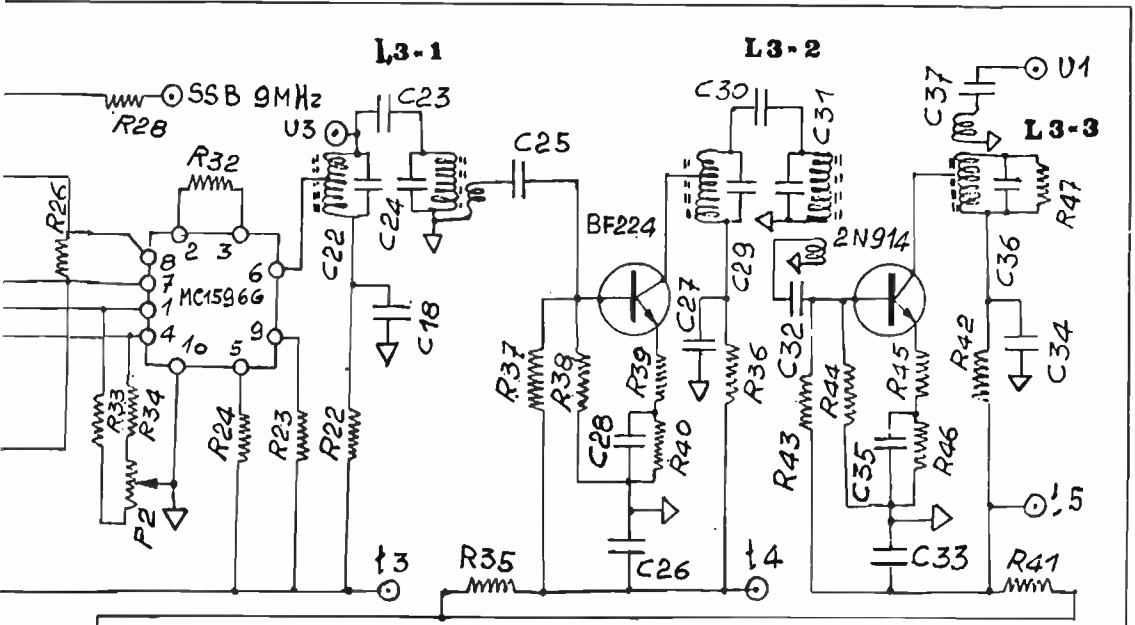 L3-1
L3-2
C37
U1
SSB 9MHz
C23
C30
C31
L3-3
R28
U3
R32
C25
R47
R26
2
3
BF224
2N914
8
6
7
MC1596G
1
C22
C24
C29
C36
4
9
C18
C27
C32
10
5
R37
R38
R39
R36
R44
R45
R42
C34
R33
R34
R24
R23
R22
C28
R40
R43
C35
R46
P2
t5
t3
R35
C26
t4
C33
R41